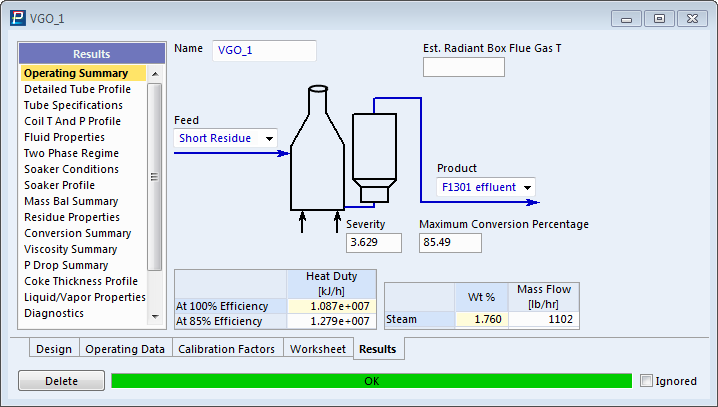 VGO_1
Results
Operating Summary
Detailed Tube Profile
Tube Specifications
Coil T And P Profile
Fluid Properties
Two Phase Regime
Soaker Conditions
Soaker Profile
Mass Bal Summary
Residue Properties
Conversion Summary
Viscosity Summary
P Drop Summary
Coke Thickness Profile
Liquid/Vapor Properties
Diagnostics
Name VGO_1
Est. Radiant Box Flue Gas T
Feed
Short Residue
Product
F1301 effluent
Severity
3.629
Maximum Conversion Percentage
85.49
Heat Duty
[kJ/h]
At 100% Efficiency 1.087e+007
At 85% Efficiency 1.279e+007
Wt % Mass Flow
[lb/hr]
Steam 1.760 1102
Design Operating Data Calibration Factors Worksheet Results
Delete OK Ignored